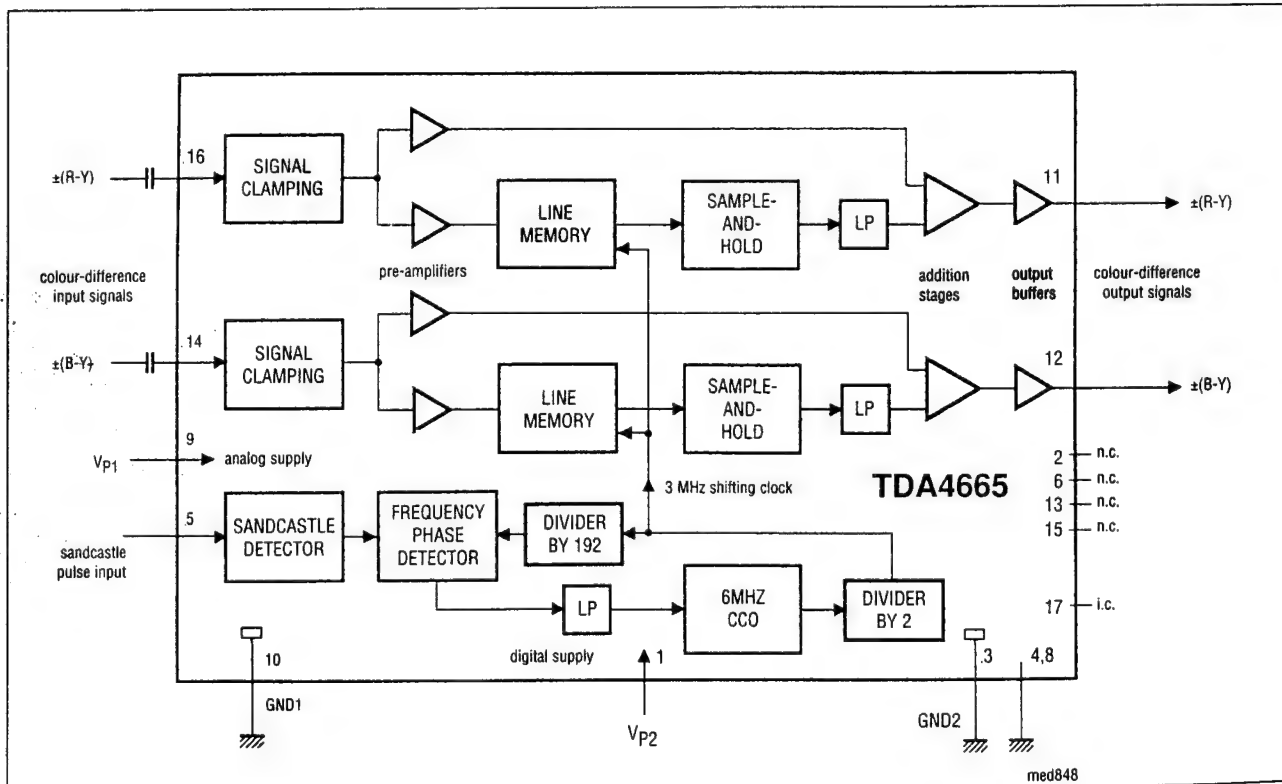 16
±(R-Y)
SIGNAL
CLAMPING
LINE
MEMORY
SAMPLE-
AND-
HOLD
LP
11
±(R-Y)
colour-difference
input signals
pre-amplifiers
addition
stages
output
buffers
colour-difference
output signals
14
±(B-Y)
SIGNAL
CLAMPING
LINE
MEMORY
SAMPLE-
AND-
HOLD
LP
12
±(B-Y)
9
VP1
analog supply
3 MHz shifting clock
TDA4665
2 n.c.
6 n.c.
13 n.c.
15 n.c.
17 i.c.
.5
sandcastle
pulse input
SANDCASTLE
DETECTOR
FREQUENCY
PHASE
DETECTOR
DIVIDER
BY 192
LP
6MHZ
CCO
DIVIDER
BY 2
digital supply
10
GND1
1
VP2
.3
GND2
4,8
med848